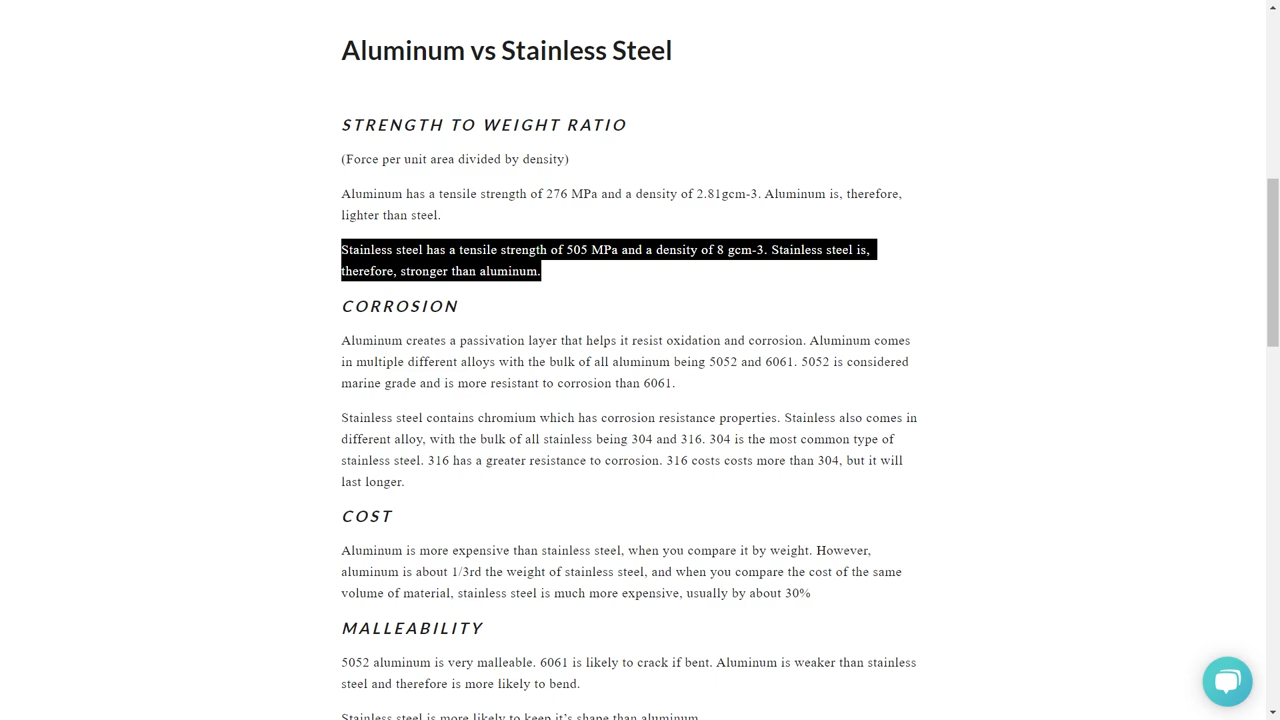 Aluminum vs Stainless Steel
STRENGTH TO WEIGHT RATIO
(Force per unit area divided by density)
Aluminum has a tensile strength of 276 MPa and a density of 2.81gcm-3. Aluminum is, therefore,
lighter than steel.
Stainless steel has a tensile strength of 505 MPa and a density of 8 gcm-3. Stainless steel is,
therefore, stronger than aluminum.
CORROSION
Aluminum creates a passivation layer that helps it resist oxidation and corrosion. Aluminum comes
in multiple different alloys with the bulk of all aluminum being 5052 and 6061. 5052 is considered
marine grade and is more resistant to corrosion than 6061.
Stainless steel contains chromium which has corrosion resistance properties. Stainless also comes in
different alloy, with the bulk of all stainless being 304 and 316. 304 is the most common type of
stainless steel. 316 has a greater resistance to corrosion. 316 costs costs more than 304, but it will
last longer.
COST
Aluminum is more expensive than stainless steel, when you compare it by weight. However,
aluminum is about 1/3rd the weight of stainless steel, and when you compare the cost of the same
volume of material, stainless steel is much more expensive, usually by about 30%
MALLEABILITY
5052 aluminum is very malleable. 6061 is likely to crack if bent. Aluminum is weaker than stainless
steel and therefore is more likely to bend.
Stainless steel is more likely to keep it's shape than aluminum.